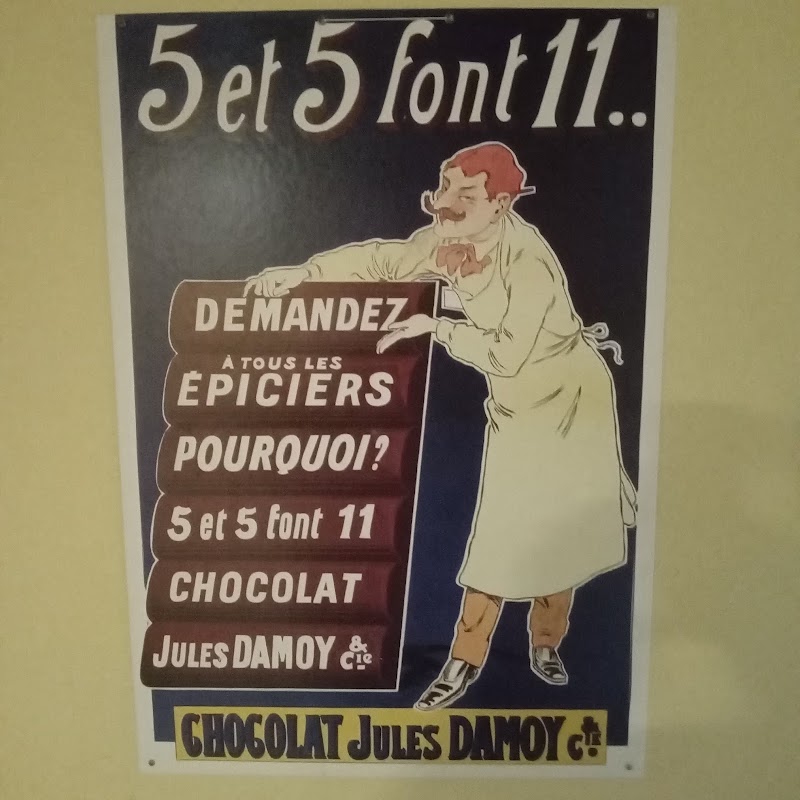 5 et 5 font 11..
DEMANDEZ
À TOUS LES
ÉPICIERS
POURQUOI?
5 et 5 font 11
CHOCOLAT
JULES DAMOY & Cie
CHOCOLAT JULES DAMOY & CIE